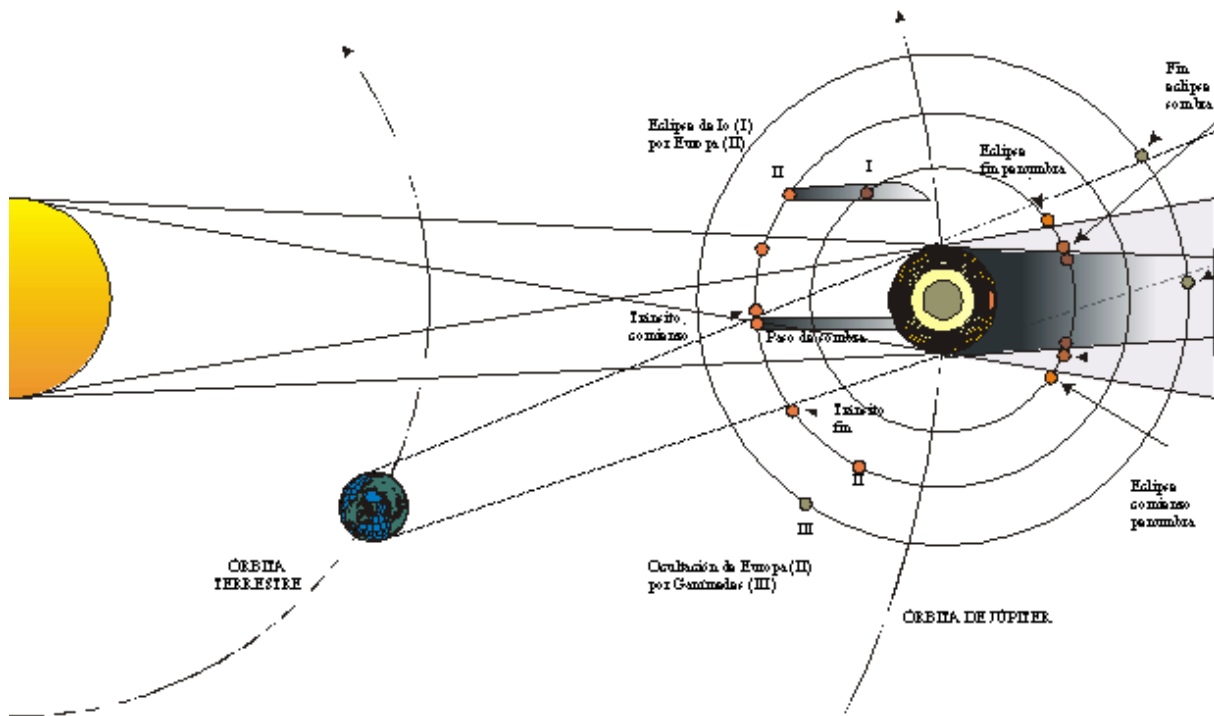 Fin
eclipse
sombra
Eclipse de Io (I)
por Europa (II)
Eclipse
fin penumbra
II
I
Tránsito
comienzo
Paso de sombra
Tránsito
fin
II
III
Eclipse
comienzo
penumbra
ÓRBITA
TERRESTRE
Ocultación de Europa (II)
por Ganímedes (III)
ÓRBITA DE JÚPITER